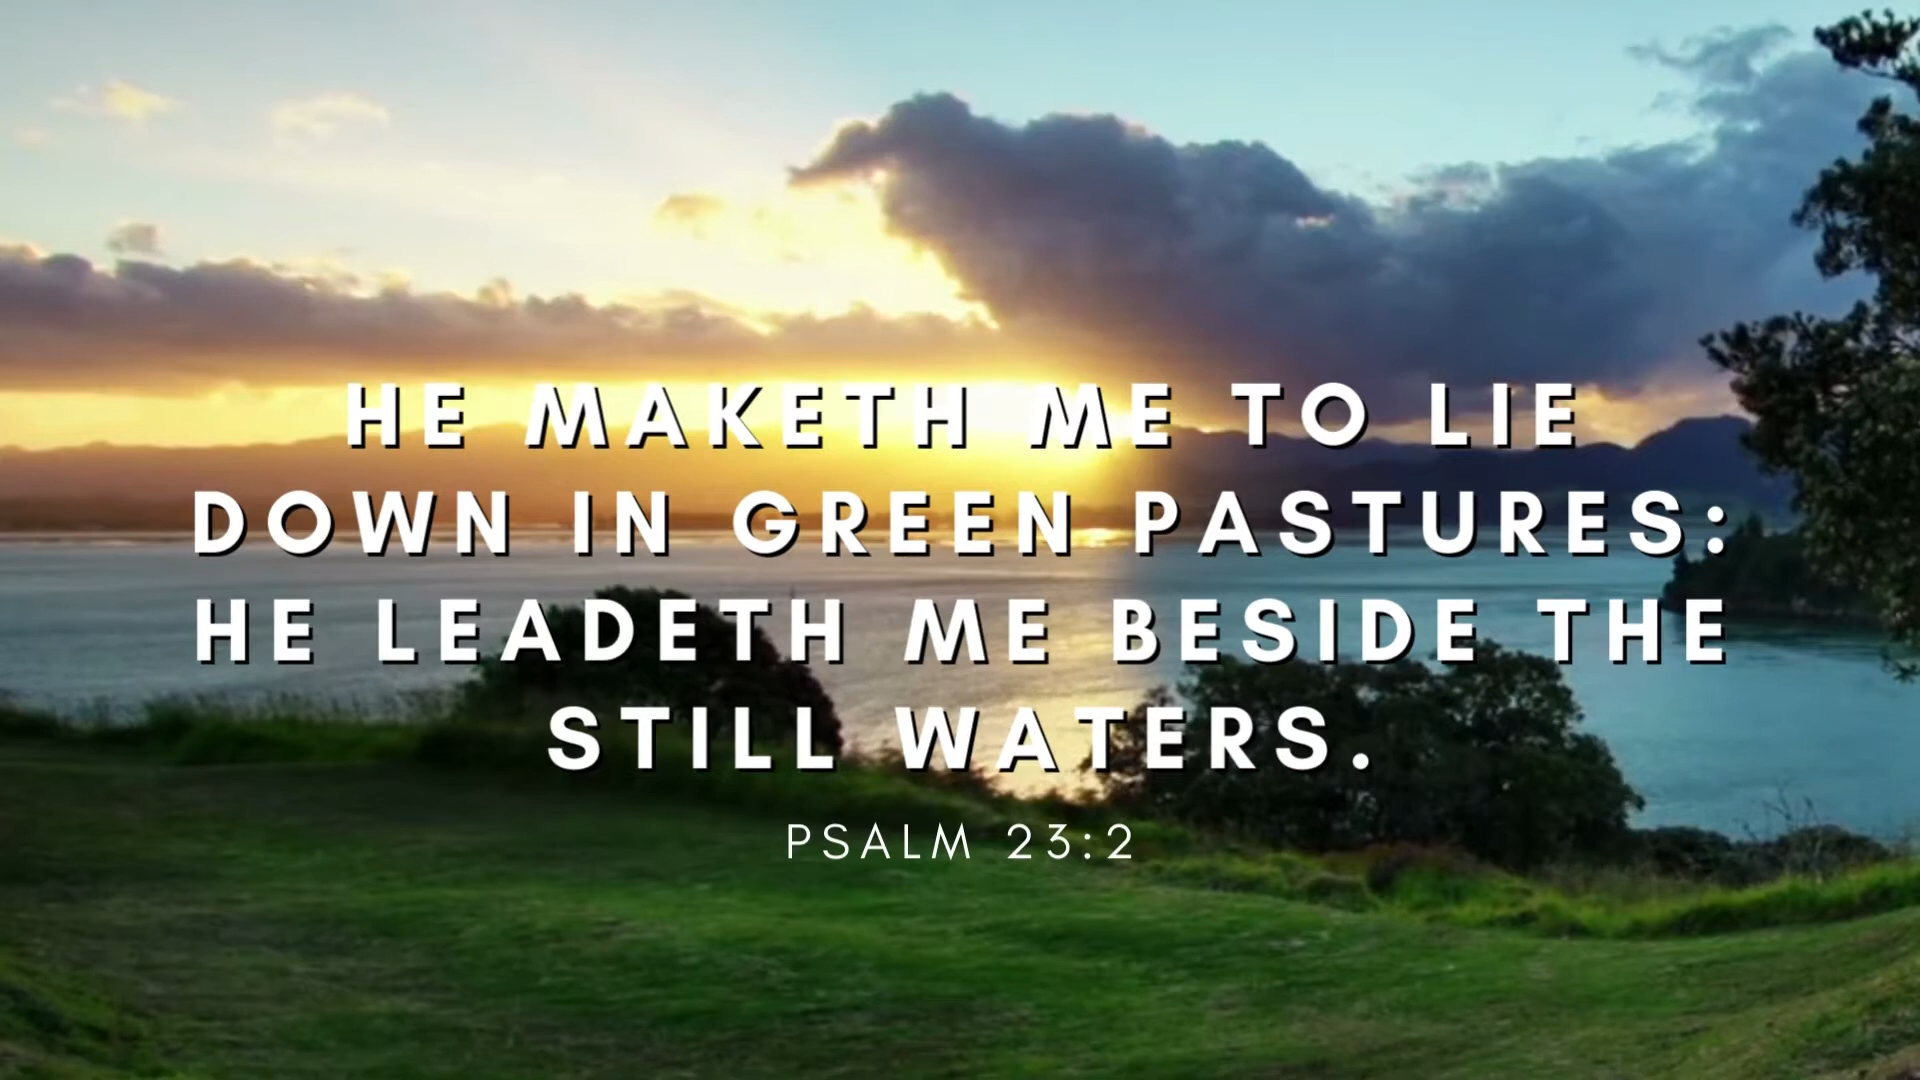 HE MAKETH ME TO LIE
DOWN IN GREEN PASTURES:
HE LEADETH ME BESIDE THE
STILL WATERS.
PSALM 23:2